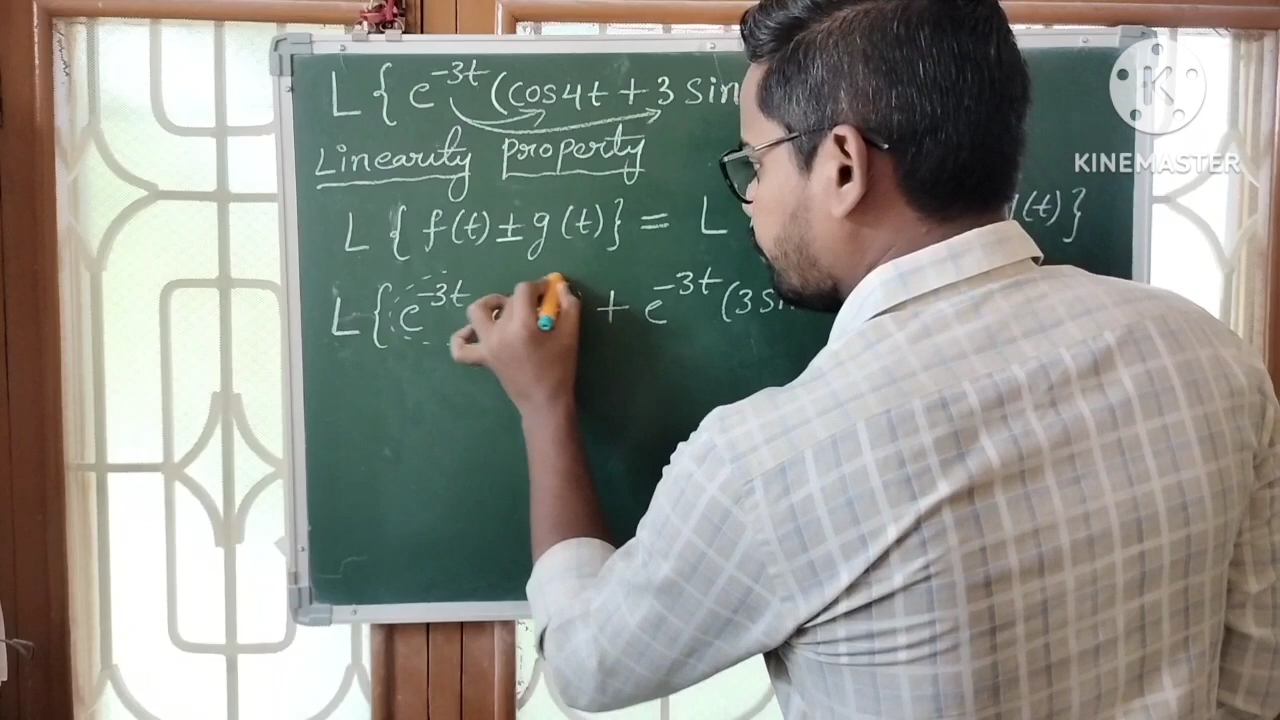 L{ e^-3t (cos4t + 3 sin
KINEMASTER
Linearity property
L { f(t) ± g(t)} = L (t)}
L{ e^-3t + e^-3t (3